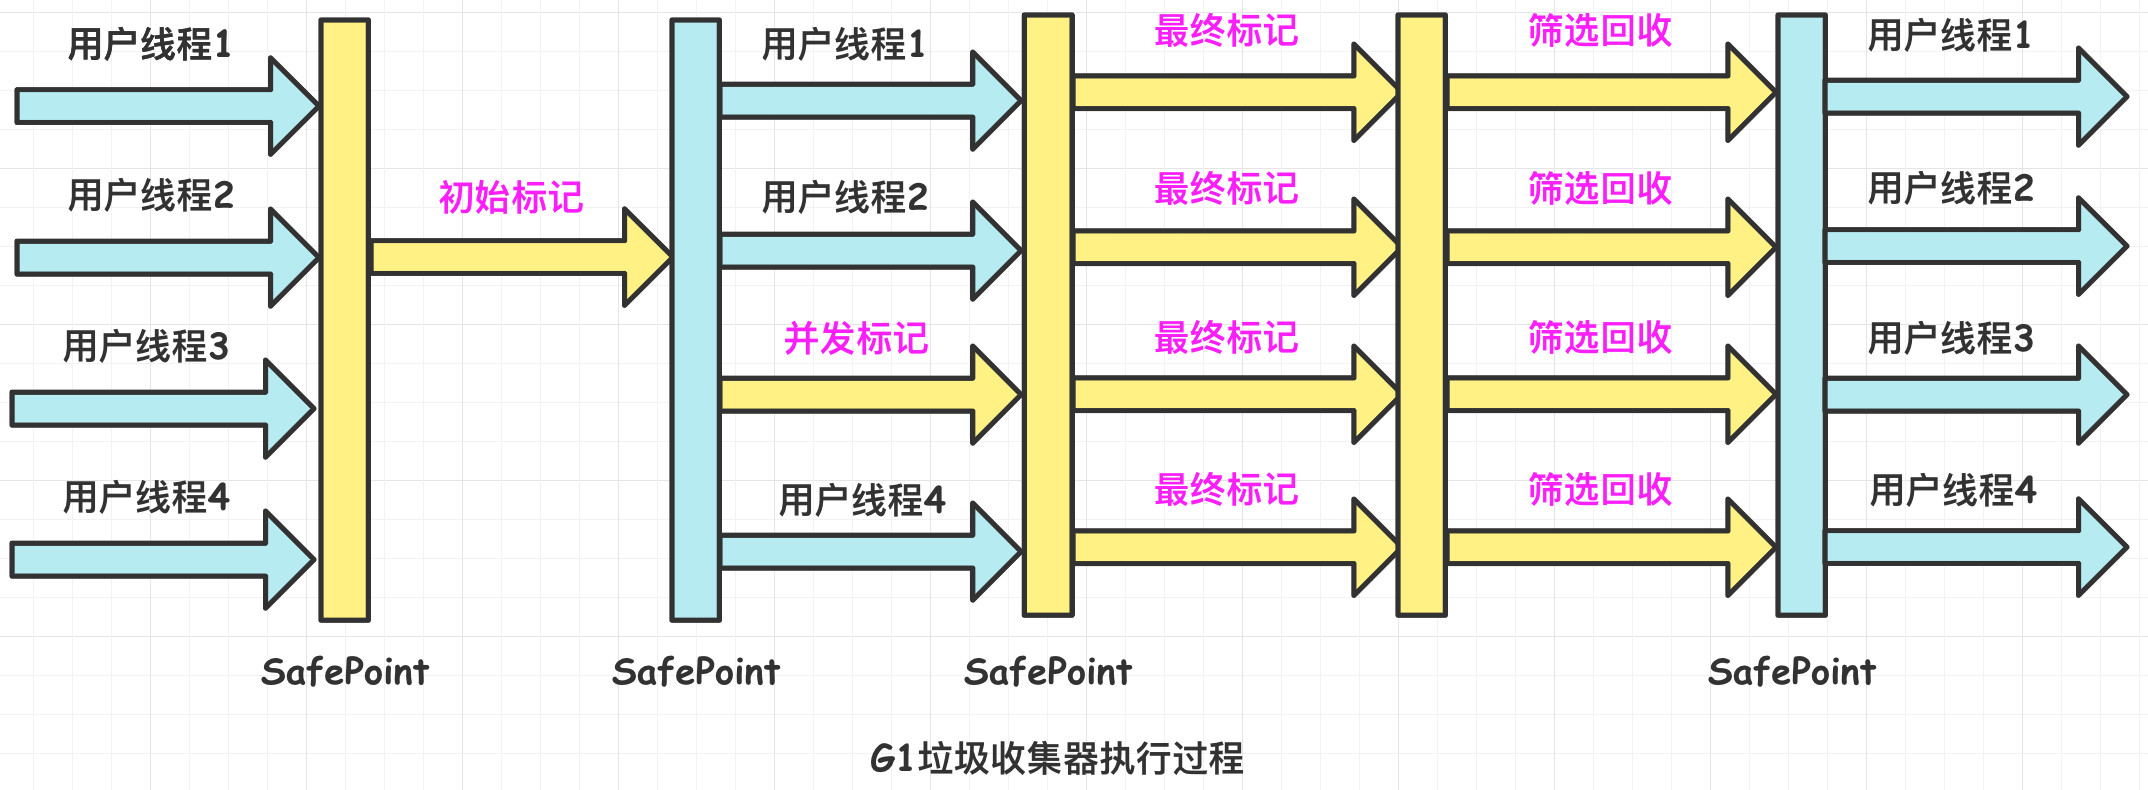 用户线程1
用户线程1
最终标记
筛选回收
用户线程1
用户线程2
初始标记
用户线程2
最终标记
筛选回收
用户线程2
用户线程3
并发标记
最终标记
筛选回收
用户线程3
用户线程4
用户线程4
最终标记
筛选回收
用户线程4
SafePoint
SafePoint
SafePoint
SafePoint
G1垃圾收集器执行过程